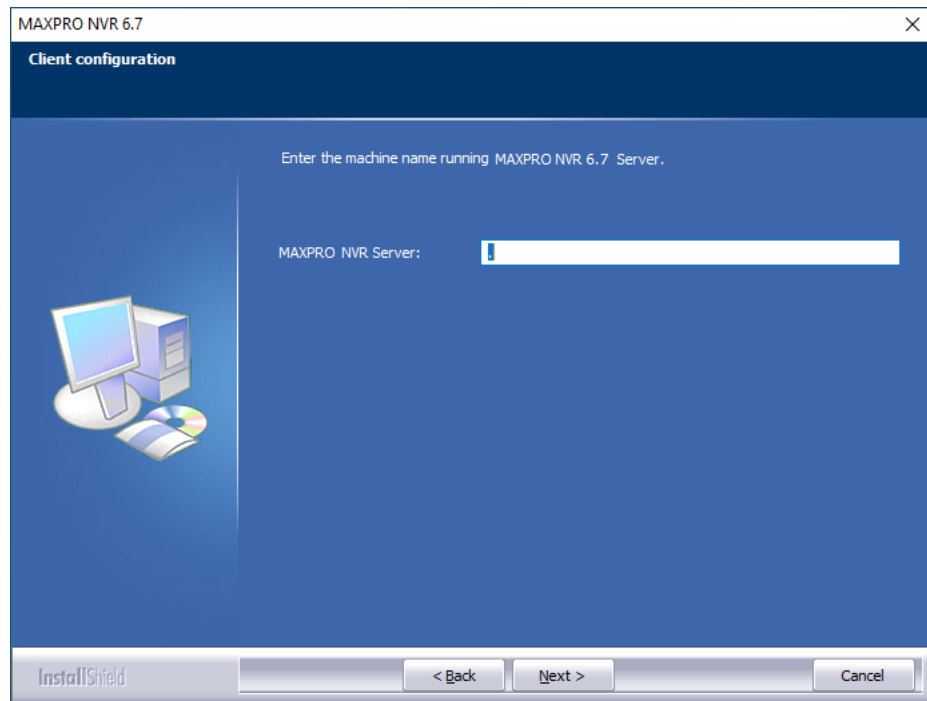 MAXPRO NVR 6.7
Client configuration
Enter the machine name running MAXPRO NVR 6.7 Server.
MAXPRO NVR Server: .
InstallShield
< Back
Next >
Cancel